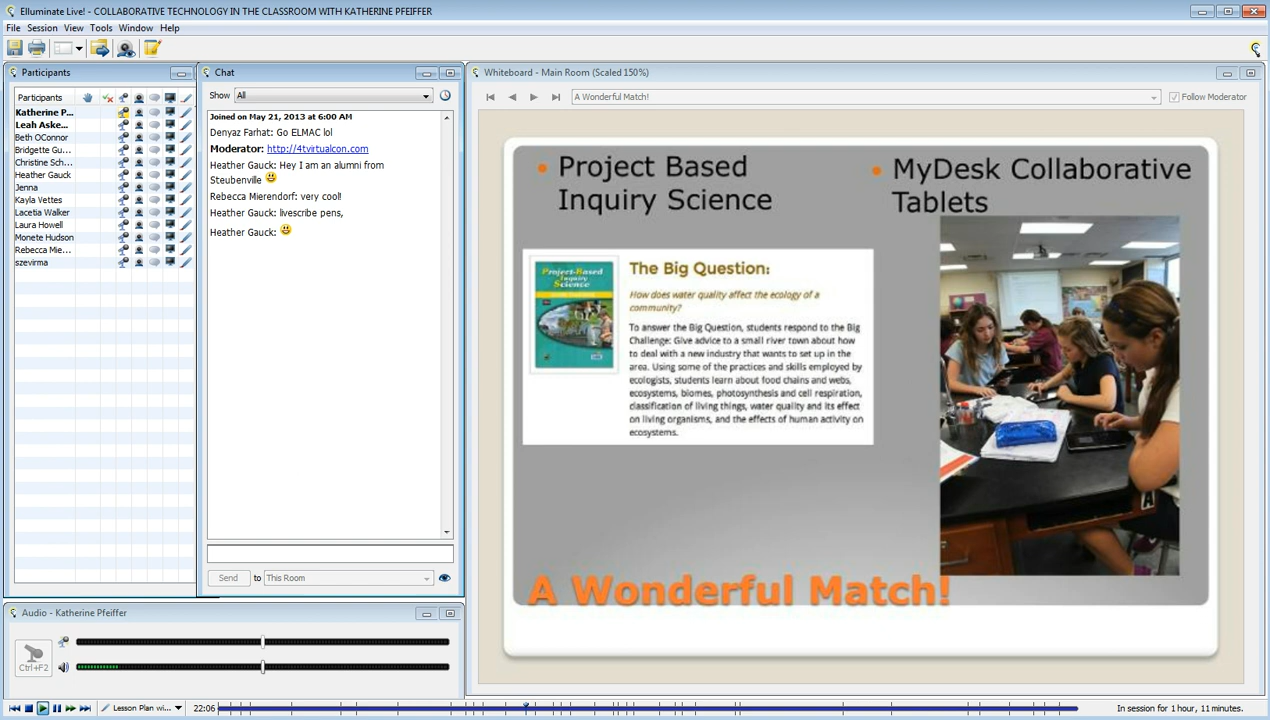 Elluminate Live! - COLLABORATIVE TECHNOLOGY IN THE CLASSROOM WITH KATHERINE PFEIFFER
File Session View Tools Window Help
Participants
Participants
Katherine P...
Leah Aske...
Beth OConnor
Bridgette Gu...
Christine Sch...
Heather Gauck
Jenna
Kayla Vettes
Lacetia Walker
Laura Howell
Monete Hudson
Rebecca Mie...
szevirma
Chat
Show All
Joined on May 21, 2013 at 6:00 AM
Denyaz Farhat: Go ELMAC lol
Moderator: http://4tvirtualcon.com
Heather Gauck: Hey I am an alumni from
Steubenville
Rebecca Mierendorf: very cool!
Heather Gauck: livescribe pens,
Heather Gauck:
Send to This Room
Audio - Katherine Pfeiffer
Ctrl+F2
Whiteboard - Main Room (Scaled 150%)
A Wonderful Match!
Follow Moderator
• Project Based
Inquiry Science
• MyDesk Collaborative
Tablets
Project-Based
Inquiry
Science
The Big Question:
How does water quality affect the ecology of a
community?
To answer the Big Question, students respond to the Big
Challenge: Give advice to a small river town about how
to deal with a new industry that wants to set up in the
area. Using some of the practices and skills employed by
ecologists, students learn about food chains and webs,
ecosystems, biomes, photosynthesis and cell respiration,
classification of living things, water quality and its effect
on living organisms, and the effects of human activity on
ecosystems.
A
A Wonderful Match!
Lesson Plan wi...
22:06
In session for 1 hour, 11 minutes.